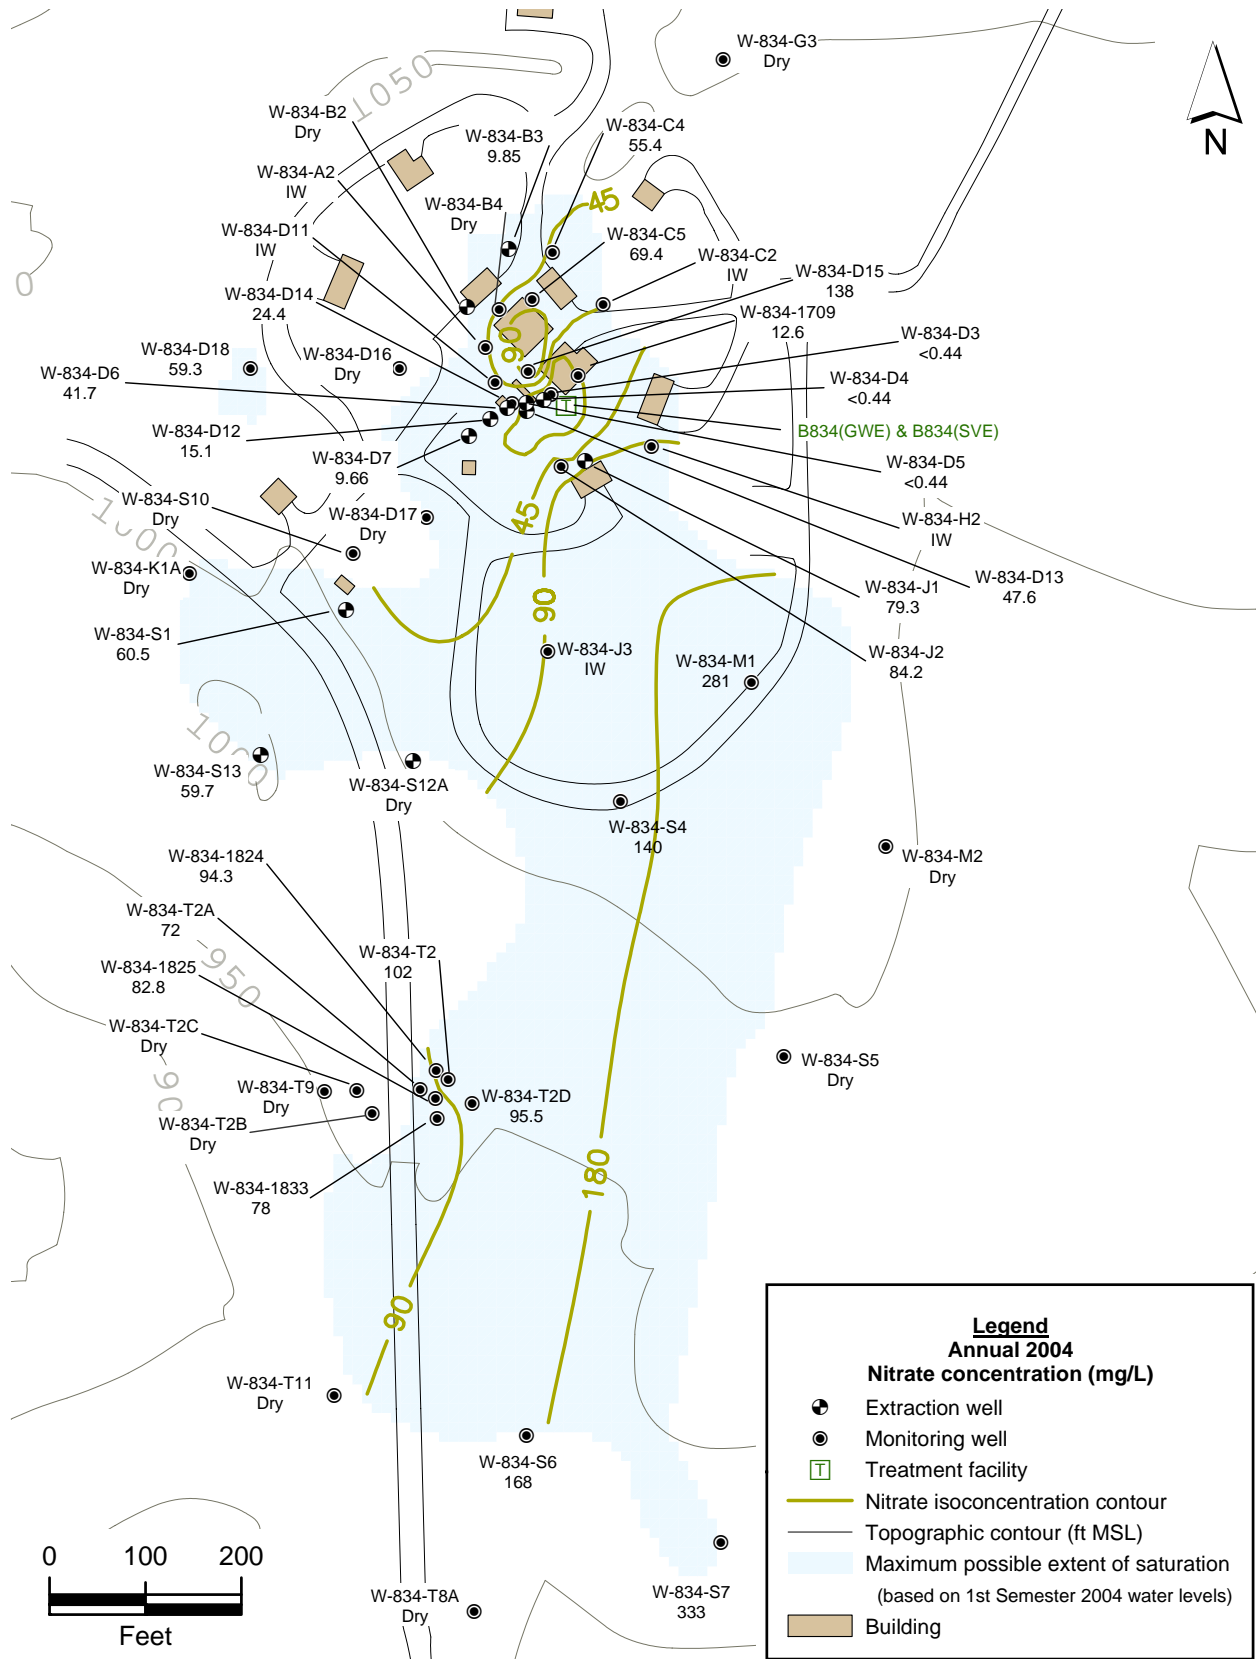 W-834-G3
Dry
1050
N
W-834-B2
Dry
W-834-B3
9.85
W-834-C4
55.4
W-834-A2
IW
W-834-B4
Dry
45
W-834-D11
IW
W-834-C5
69.4
W-834-C2
IW
W-834-D15
138
0
W-834-D14
24.4
W-834-1709
12.6
W-834-D18
59.3
W-834-D16
Dry
90
W-834-D3
<0.44
W-834-D6
41.7
W-834-D4
<0.44
T
B834(GWE) & B834(SVE)
W-834-D12
15.1
W-834-D7
9.66
W-834-D5
<0.44
W-834-S10
Dry
1000
W-834-D17
Dry
45
W-834-H2
IW
W-834-K1A
Dry
W-834-J1
79.3
W-834-D13
47.6
90
W-834-S1
60.5
W-834-J3
IW
W-834-M1
281
W-834-J2
84.2
1000
W-834-S13
59.7
W-834-S12A
Dry
W-834-S4
140
W-834-M2
Dry
W-834-1824
94.3
W-834-T2A
72
W-834-T2
102
950
W-834-1825
82.8
W-834-T2C
Dry
90
W-834-T9
Dry
W-834-T2D
95.5
W-834-S5
Dry
W-834-T2B
Dry
180
W-834-1833
78
90
W-834-T11
Dry
W-834-S6
168
W-834-T8A
Dry
W-834-S7
333
0 100 200
Feet
Legend
Annual 2004
Nitrate concentration (mg/L)
Extraction well
Monitoring well
T Treatment facility
Nitrate isoconcentration contour
Topographic contour (ft MSL)
Maximum possible extent of saturation
(based on 1st Semester 2004 water levels)
Building